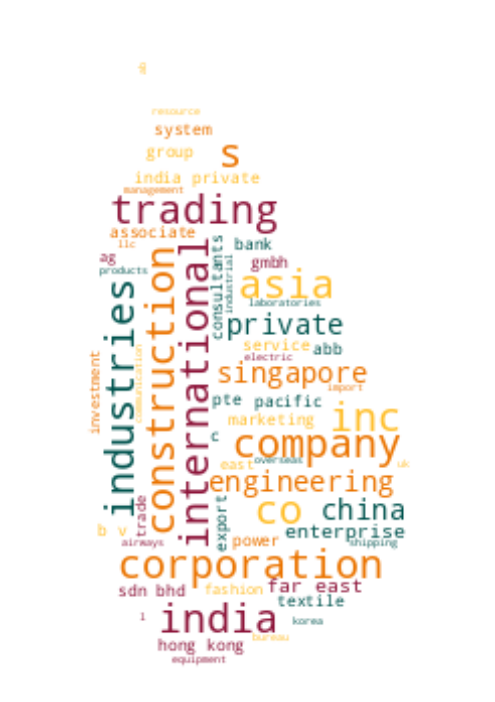 resource
system
group s
india private
management
trading
associate
llc
bank
ag gmbh
products
industries
construction
international
consultants
industrial
asia
laboratories
private
service abb
electric
singapore
import
investment
communication
pte pacific
inc
marketing
c company
east overseas uk
engineering
co china
trade
export
b v enterprise
airways power shipping
corporation
sdn bhd fashion far east
textile
india korea
bureau
hong kong
equipment